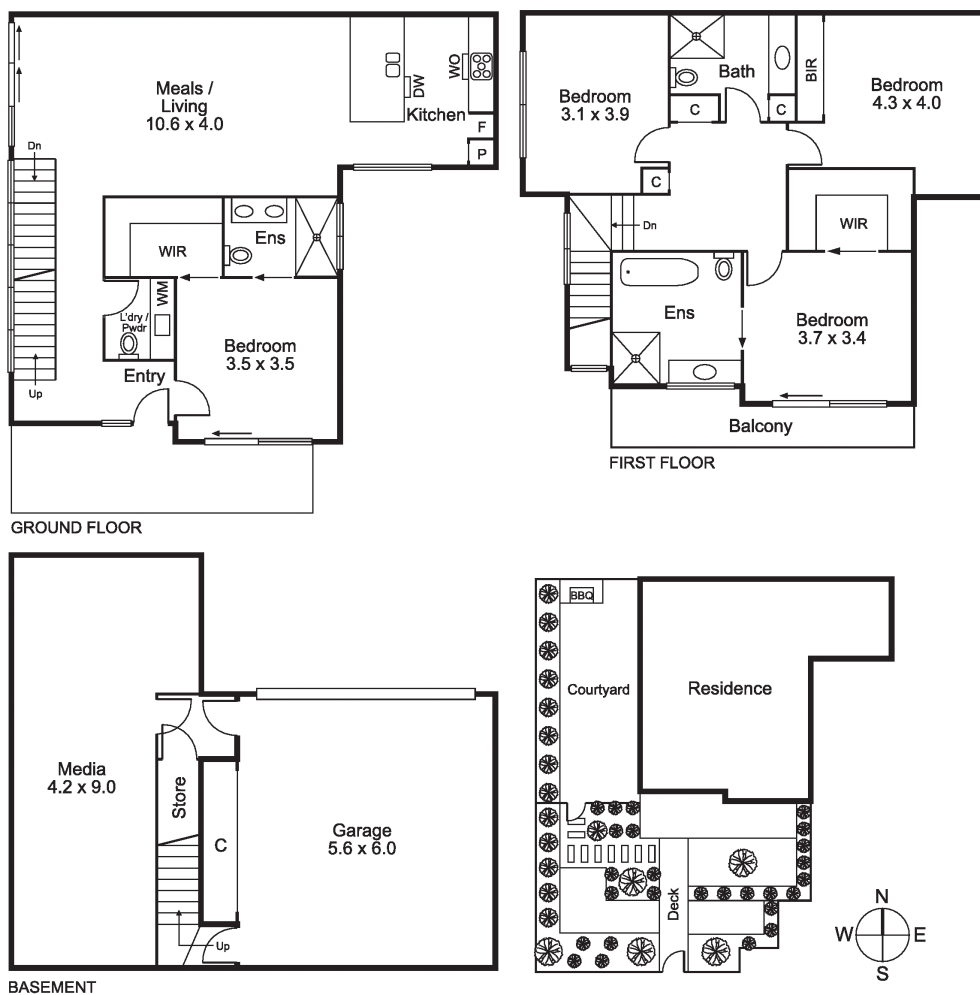 Meals /
Living
10.6 x 4.0
DW
WO
Kitchen
F
P
Dn
WIR
Ens
WM
L'dry /
Pwdr
Bedroom
3.5 x 3.5
Entry
Up
GROUND FLOOR
Bedroom
3.1 x 3.9
Bath
BIR
Bedroom
4.3 x 4.0
C
C
C
Dn
WIR
Ens
Bedroom
3.7 x 3.4
Balcony
FIRST FLOOR
Media
4.2 x 9.0
Store
C
Garage
5.6 x 6.0
Up
BASEMENT
BBQ
Courtyard
Residence
Deck
N
W E
S